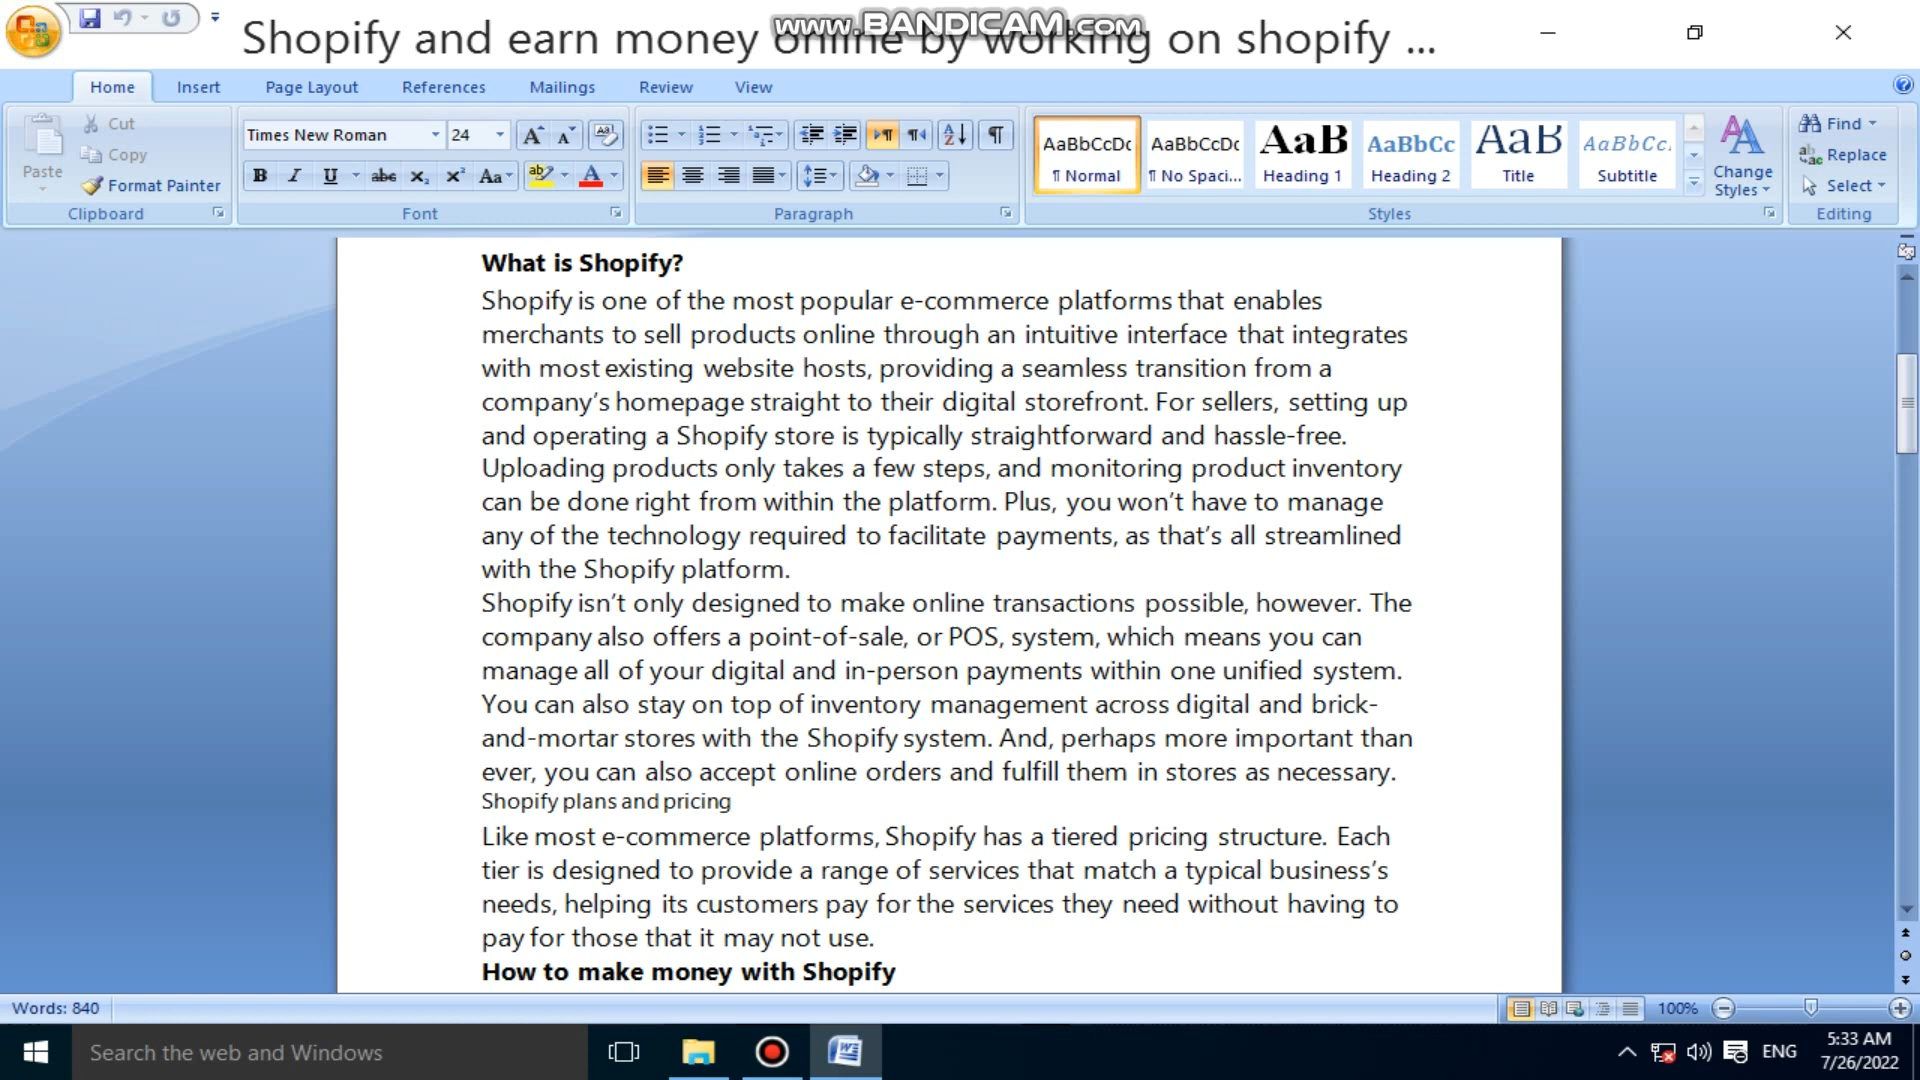 www.BANDICAM.com
Shopify and earn money online by working on shopify ...
Home Insert Page Layout References Mailings Review View
Paste
Cut
Copy
Format Painter
Clipboard
Times New Roman 24
Font
Paragraph
AaBbCcDc AaBbCcDc AaB AaBbCc AaB AaBbCc.
¶ Normal ¶ No Spaci... Heading 1 Heading 2 Title Subtitle
Change Styles
Styles
Find
Replace
Select
Editing
What is Shopify?
Shopify is one of the most popular e-commerce platforms that enables
merchants to sell products online through an intuitive interface that integrates
with most existing website hosts, providing a seamless transition from a
company’s homepage straight to their digital storefront. For sellers, setting up
and operating a Shopify store is typically straightforward and hassle-free.
Uploading products only takes a few steps, and monitoring product inventory
can be done right from within the platform. Plus, you won’t have to manage
any of the technology required to facilitate payments, as that’s all streamlined
with the Shopify platform.
Shopify isn’t only designed to make online transactions possible, however. The
company also offers a point-of-sale, or POS, system, which means you can
manage all of your digital and in-person payments within one unified system.
You can also stay on top of inventory management across digital and brick-
and-mortar stores with the Shopify system. And, perhaps more important than
ever, you can also accept online orders and fulfill them in stores as necessary.
Shopify plans and pricing
Like most e-commerce platforms, Shopify has a tiered pricing structure. Each
tier is designed to provide a range of services that match a typical business’s
needs, helping its customers pay for the services they need without having to
pay for those that it may not use.
How to make money with Shopify
Words: 840
100%
Search the web and Windows
ENG
5:33 AM
7/26/2022